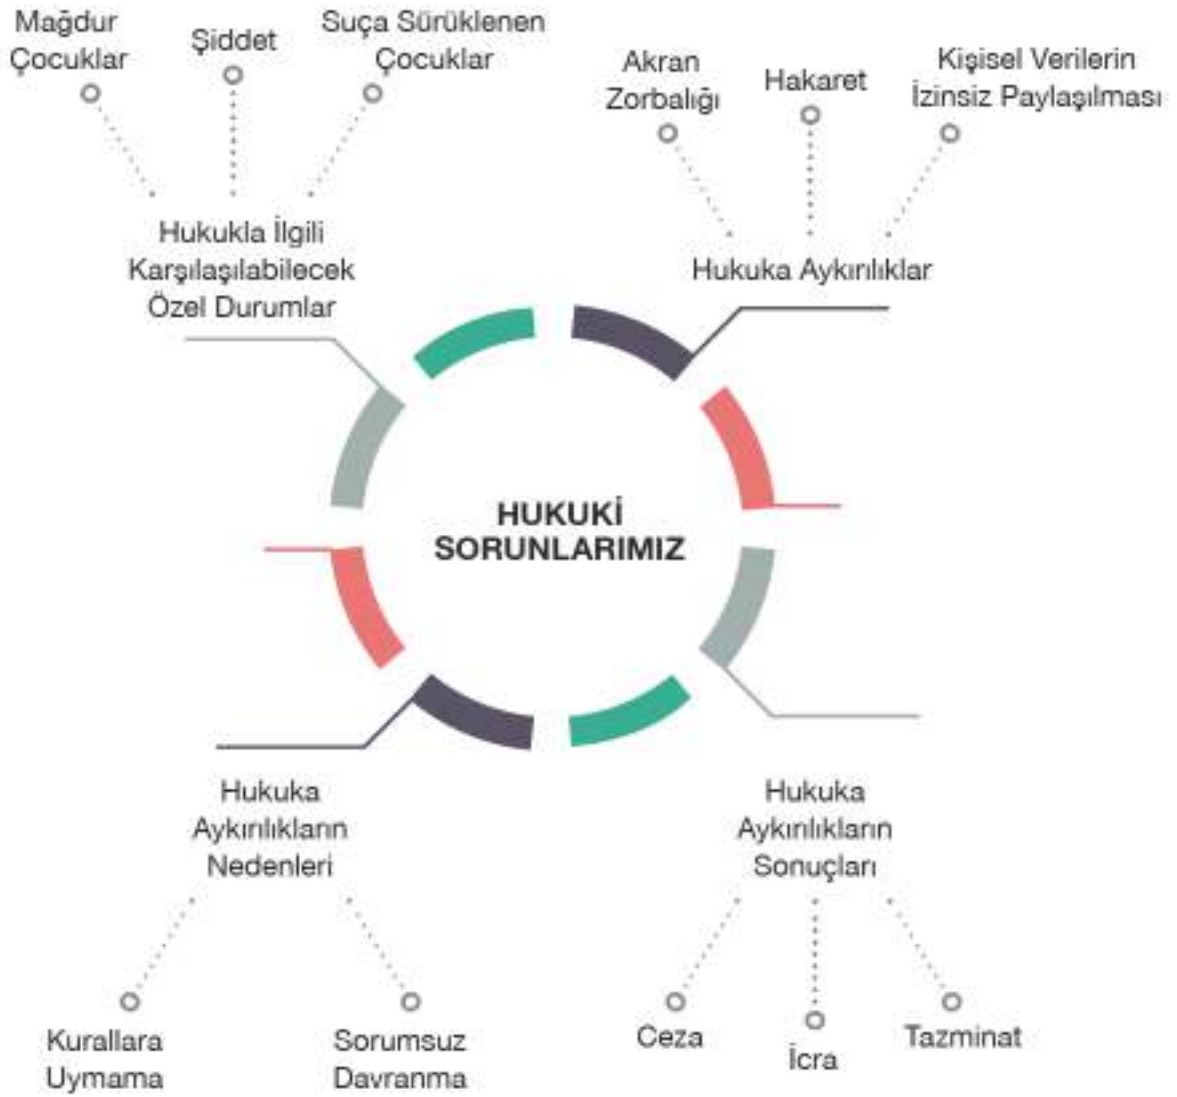 Mağdur
Çocuklar
Şiddet
Suça Sürüklenen
Çocuklar
Hukukla İlgili
Karşılaşılabilecek
Özel Durumlar
Akran
Zorbalığı
Hakaret
Kişisel Verilerin
İzinsiz Paylaşılması
Hukuka Aykırılıklar
HUKUKİ
SORUNLARIMIZ
Hukuka
Aykırılıkların
Nedenleri
Kurallara
Uymama
Sorumsuz
Davranma
Hukuka
Aykırılıkların
Sonuçları
Ceza
İcra
Tazminat